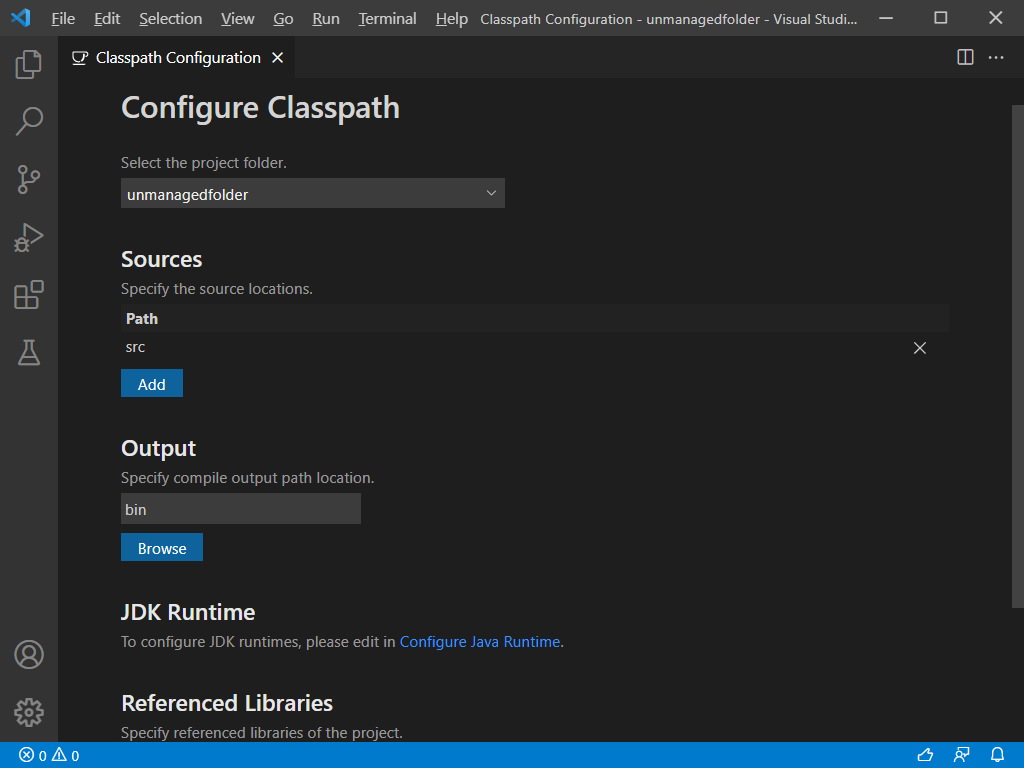 File Edit Selection View Go Run Terminal Help Classpath Configuration - unmanagedfolder - Visual Studi...
Classpath Configuration
Configure Classpath
Select the project folder.
unmanagedfolder
Sources
Specify the source locations.
Path
src
Add
Output
Specify compile output path location.
bin
Browse
JDK Runtime
To configure JDK runtimes, please edit in Configure Java Runtime.
Referenced Libraries
Specify referenced libraries of the project.
0 0